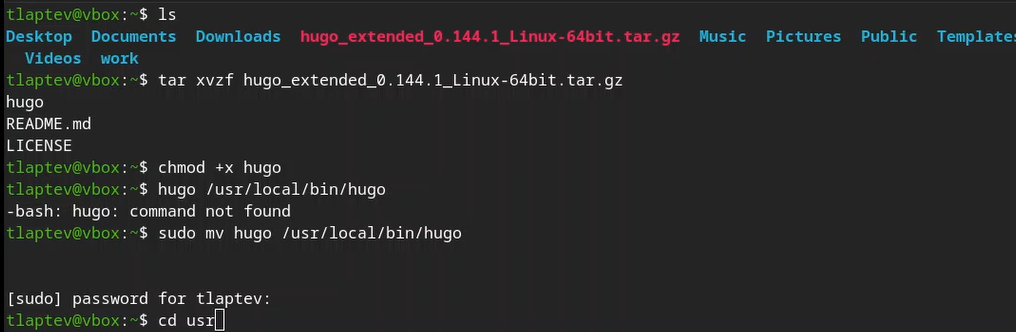 tlaptev@vbox:~$ ls
Desktop Documents Downloads hugo_extended_0.144.1_Linux-64bit.tar.gz Music Pictures Public Templates
Videos work
tlaptev@vbox:~$ tar xvzf hugo_extended_0.144.1_Linux-64bit.tar.gz
hugo
README.md
LICENSE
tlaptev@vbox:~$ chmod +x hugo
tlaptev@vbox:~$ hugo /usr/local/bin/hugo
-bash: hugo: command not found
tlaptev@vbox:~$ sudo mv hugo /usr/local/bin/hugo
[sudo] password for tlaptev:
tlaptev@vbox:~$ cd usr